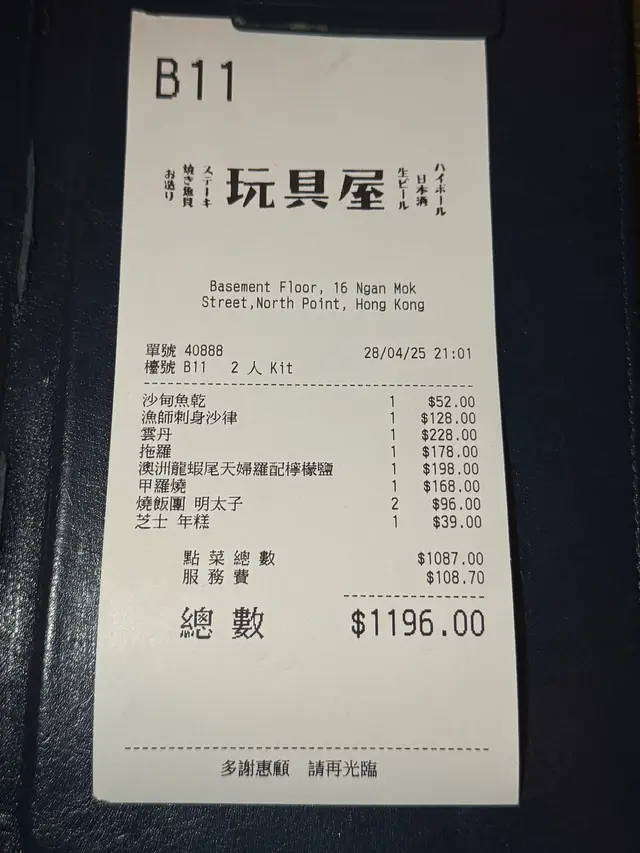 B11
お造り
焼き魚貝
ステーキ
玩具屋
生ビール
日本酒
ハイボール
Basement Floor, 16 Ngan Mok
Street,North Point, Hong Kong
單號 40888 28/04/25 21:01
檯號 B11 2 人 Kit
沙甸魚乾 1 $52.00
漁師刺身沙律 1 $128.00
雲丹 1 $228.00
拖羅 1 $178.00
澳洲龍蝦尾天婦羅配檸檬鹽 1 $198.00
甲羅燒 1 $168.00
燒飯團 明太子 2 $96.00
芝士 年糕 1 $39.00
點菜總數 $1087.00
服務費 $108.70
總數 $1196.00
多謝惠顧 請再光臨